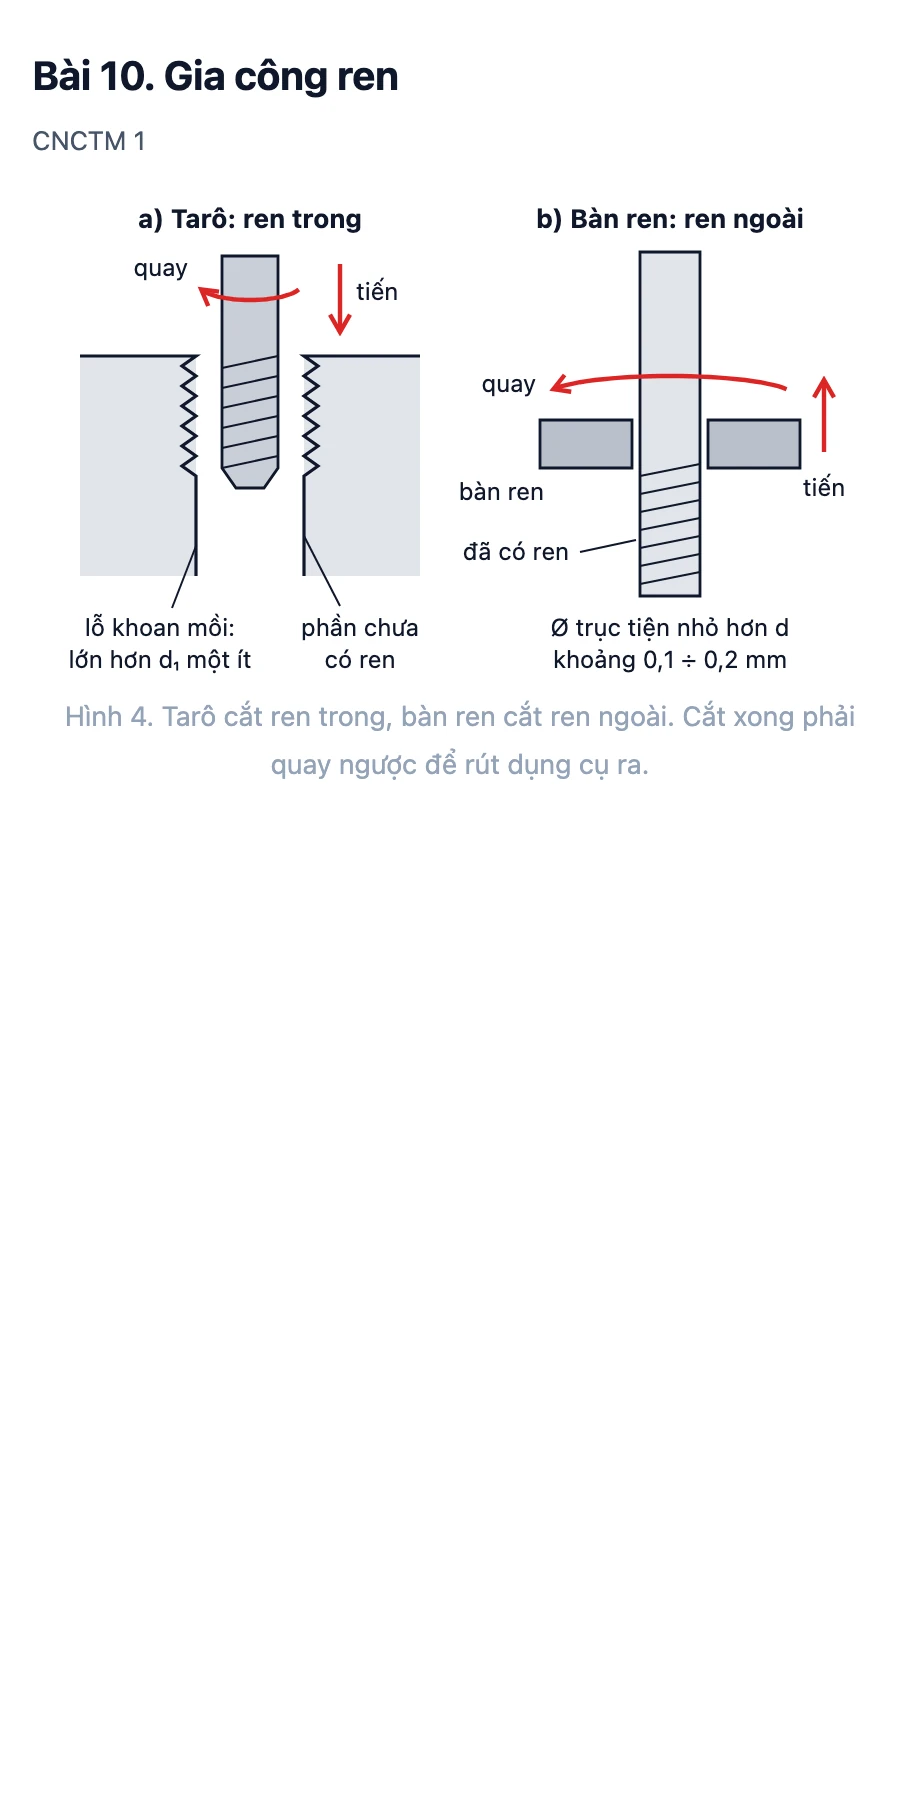 Bài 10. Gia công ren
CNCTM 1
a) Tarô: ren trong
quay
tiến
lỗ khoan mồi:
lớn hơn d₁ một ít
phần chưa
có ren
b) Bàn ren: ren ngoài
quay
bàn ren
tiến
đã có ren
Ø trục tiện nhỏ hơn d
khoảng 0,1 ÷ 0,2 mm
Hình 4. Tarô cắt ren trong, bàn ren cắt ren ngoài. Cắt xong phải
quay ngược để rút dụng cụ ra.